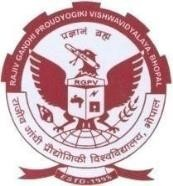 RAJIV GANDHI PROUDYOGIKI VISHWAVIDYALAYA BHOPAL
प्रज्ञानं ब्रह्म
RGPV
राजीव गांधी प्रौद्योगिकी विश्वविद्यालय, भोपाल
ESTD-1998